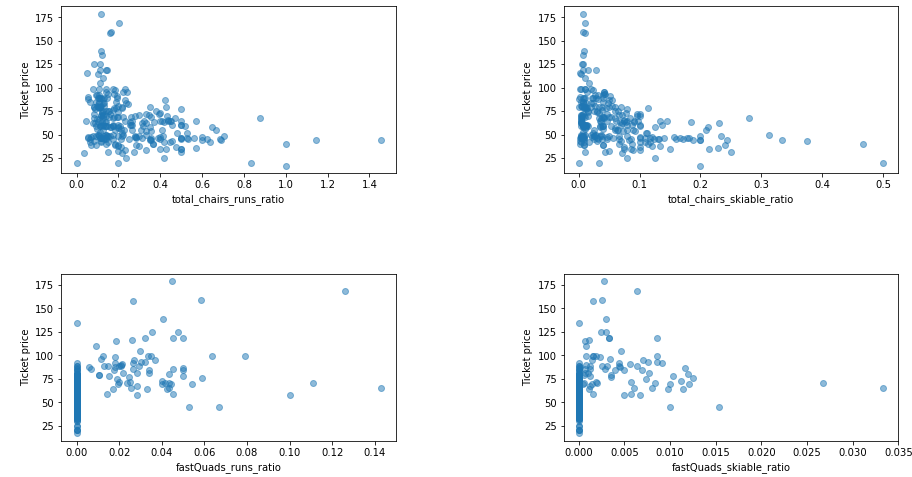 175
150
125
100
75
50
25
Ticket price
0.0 0.2 0.4 0.6 0.8 1.0 1.2 1.4
total_chairs_runs_ratio
175
150
125
100
75
50
25
Ticket price
0.0 0.1 0.2 0.3 0.4 0.5
total_chairs_skiable_ratio
175
150
125
100
75
50
25
Ticket price
0.00 0.02 0.04 0.06 0.08 0.10 0.12 0.14
fastQuads_runs_ratio
175
150
125
100
75
50
25
Ticket price
0.000 0.005 0.010 0.015 0.020 0.025 0.030 0.035
fastQuads_skiable_ratio